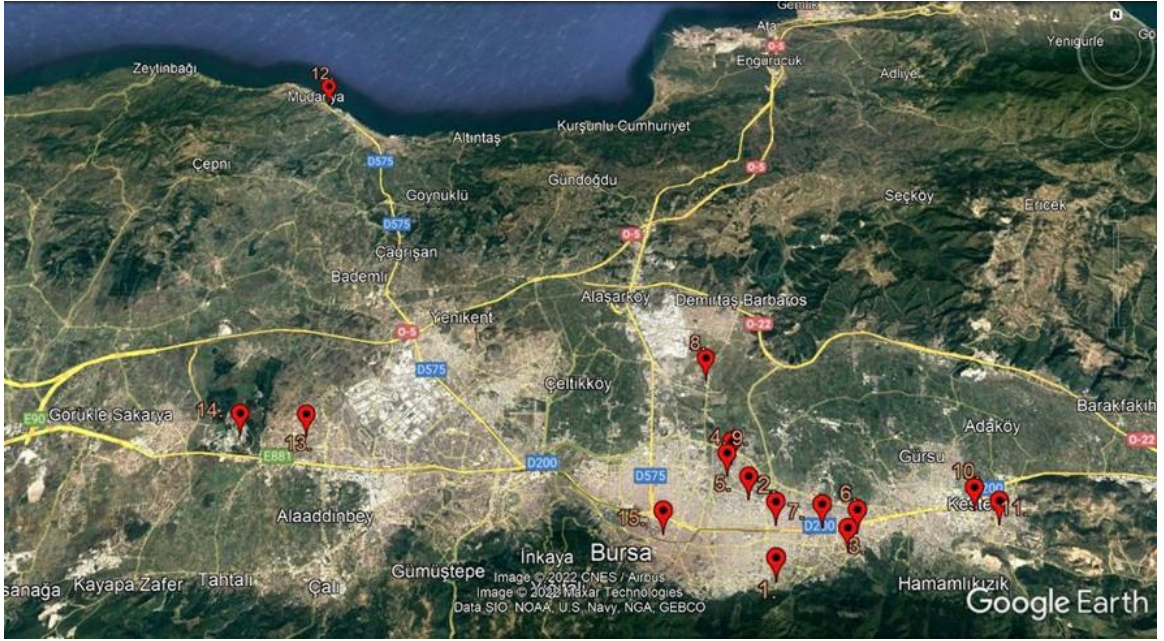 Gemlik
N
Ata
O-5
Yenigürle
Zeytinbağı
Engürücük
Adliye
12.
Mudanya
Altıntaş
Kurşunlu Cumhuriyet
D575
Çepni
O-5
Gündoğdu
Göynüklü
Seçköy
Ericek
D575
O-5
Çağrışan
Bademli
Alaşarköy
Demirtaş Barbaros
Yenikent
O-5
O-22
8.
D575
Çeltikköy
14.
Görükle Sakarya
E90
13.
Barakfakih
Adaköy
4.
9.
O-22
E881
D200
Gürsu
D575
5.
2.
10.
D200
6.
7.
Kestel
11.
15.
Alaaddinbey
D200
3.
İnkaya
Bursa
Gümüştepe
1.
Kayapa Zafer
Tahtalı
Çalı
Hamamlıkızık
Image © 2022 CNES / Airbus
Image © 2022 Maxar Technologies
Data SIO, NOAA, U.S. Navy, NGA, GEBCO
Google Earth